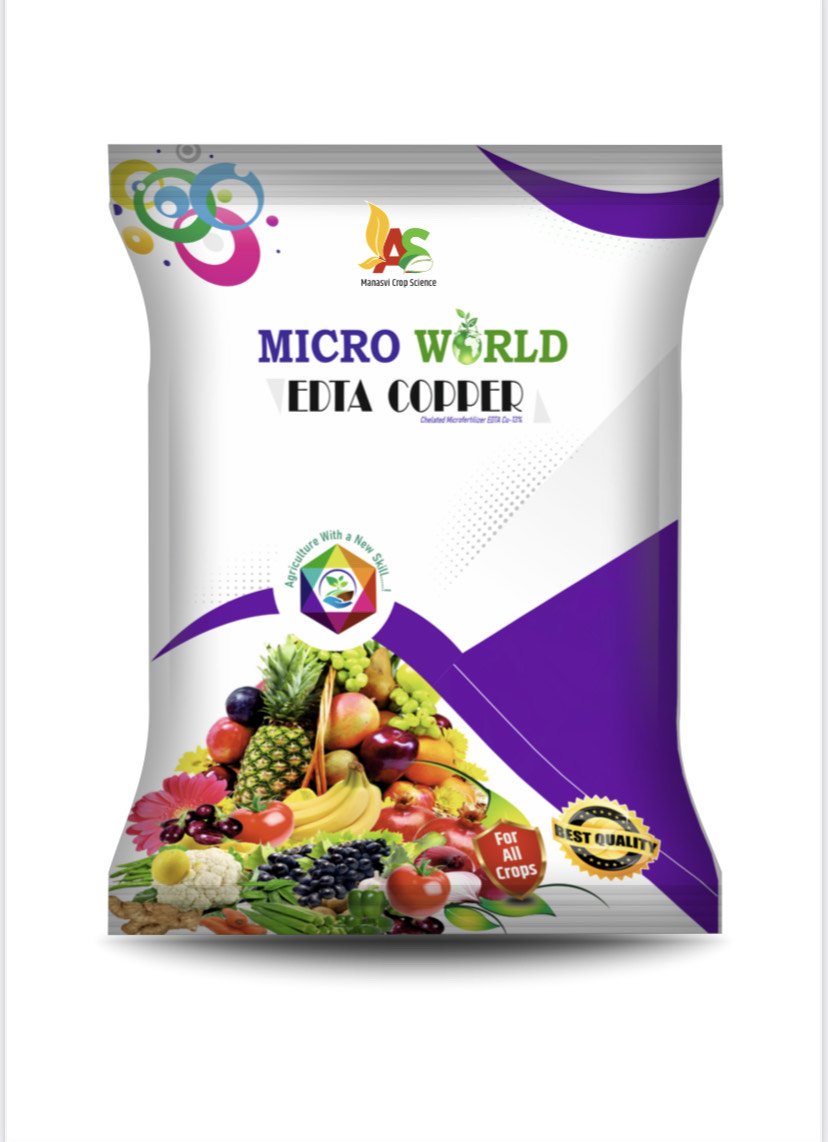 AS
Manasvi Crop Science
MICRO WORLD
EDTA COPPER
Chelated Microfertilizer EDTA Cu-12%
Agriculture With a New Skill....!
For
All
Crops
BEST QUALITY